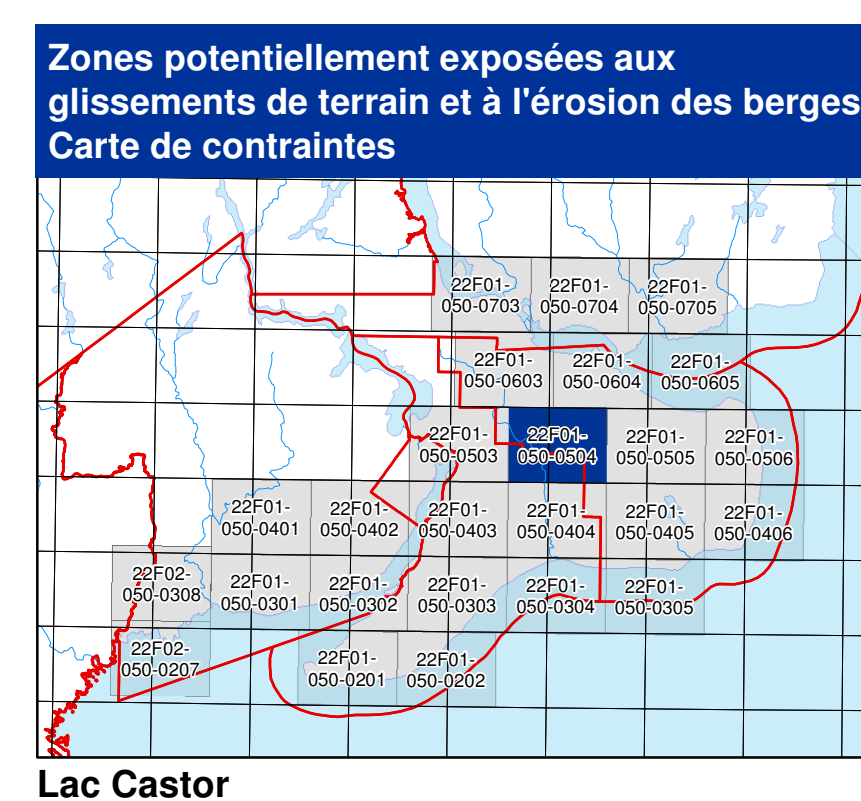 Zones potentiellement exposées aux
glissements de terrain et à l'érosion des berges
Carte de contraintes
22F01-
050-0703
22F01-
050-0704
22F01-
050-0705
22F01-
050-0603
22F01-
050-0604
22F01-
050-0605
22F01-
050-0503
22F01-
050-0504
22F01-
050-0505
22F01-
050-0506
22F01-
050-0401
22F01-
050-0402
22F01-
050-0403
22F01-
050-0404
22F01-
050-0405
22F01-
050-0406
22F02-
050-0308
22F01-
050-0301
22F01-
050-0302
22F01-
050-0303
22F01-
050-0304
22F01-
050-0305
22F02-
050-0207
22F01-
050-0201
22F01-
050-0202
Lac Castor